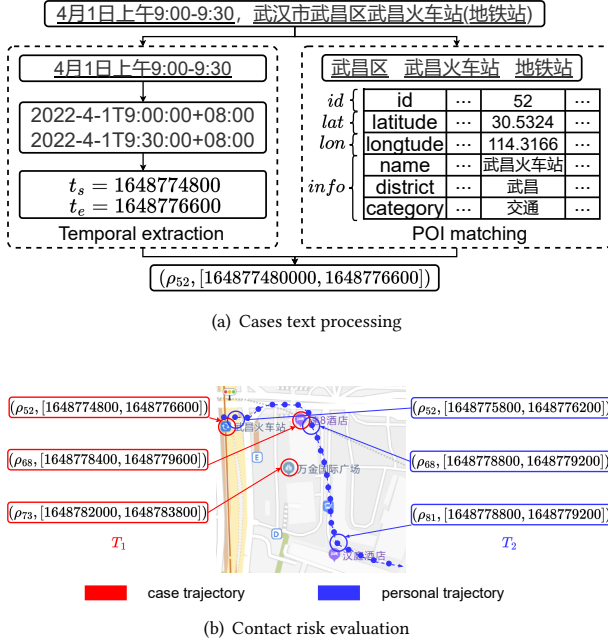 4月1日上午9:00-9:30，武汉市武昌区武昌火车站(地铁站)
4月1日上午9:00-9:30
2022-4-1T9:00:00+08:00
2022-4-1T9:30:00+08:00
t_s = 1648774800
t_e = 1648776600
Temporal extraction
武昌区 武昌火车站 地铁站
id id ... 52 ...
lat latitude ... 30.5324 ...
lon longtude ... 114.3166 ...
name ... 武昌火车站 ...
info district ... 武昌 ...
category ... 交通 ...
POI matching
(ρ52, [164877480000, 1648776600])
(a) Cases text processing
(ρ52, [1648774800, 1648776600])
(ρ68, [1648778400, 1648779600])
(ρ73, [1648782000, 1648783800])
T1
武昌火车站
8酒店
E
万金国际广场
D
汉庭酒店
(ρ52, [1648775800, 1648776200])
(ρ68, [1648778800, 1648779200])
(ρ81, [1648778800, 1648779200])
T2
case trajectory
personal trajectory
(b) Contact risk evaluation